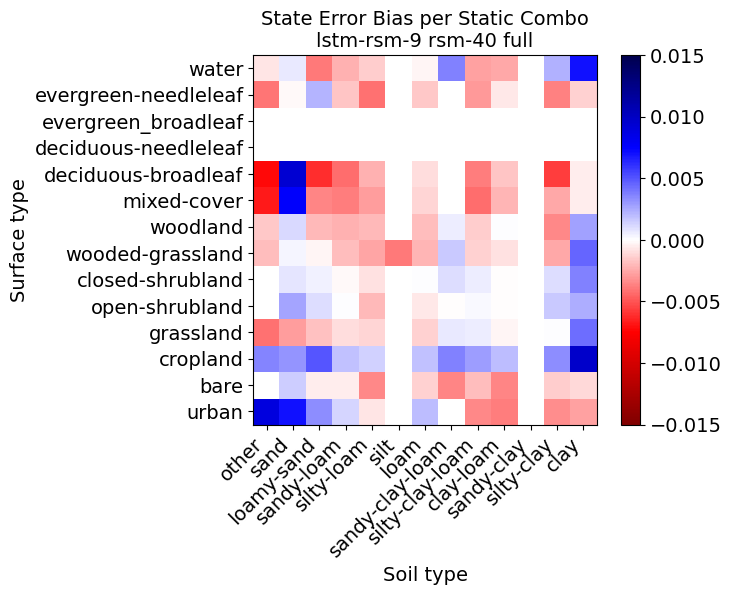 State Error Bias per Static Combo
lstm-rsm-9 rsm-40 full
Surface type
water
evergreen-needleleaf
evergreen_broadleaf
deciduous-needleleaf
deciduous-broadleaf
mixed-cover
woodland
wooded-grassland
closed-shrubland
open-shrubland
grassland
cropland
bare
urban
other
sand
loamy-sand
sandy-loam
silty-loam
silt
loam
sandy-clay-loam
silty-clay-loam
clay-loam
sandy-clay
silty-clay
clay
Soil type
0.015
0.010
0.005
0.000
−0.005
−0.010
−0.015